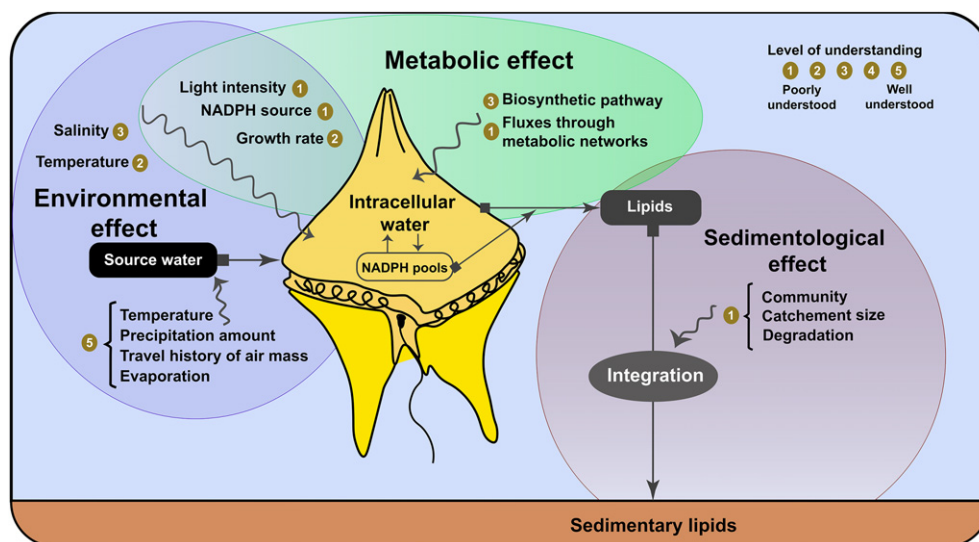 Metabolic effect
Level of understanding
1 2 3 4 5
Poorly understood
Well understood
Light intensity 1
NADPH source 1
Growth rate 2
Salinity 3
Temperature 2
3 Biosynthetic pathway
1 Fluxes through
metabolic networks
Environmental
effect
Source water
Intracellular
water
NADPH pools
Lipids
Sedimentological
effect
5
Temperature
Precipitation amount
Travel history of air mass
Evaporation
1
Community
Catchement size
Degradation
Integration
Sedimentary lipids